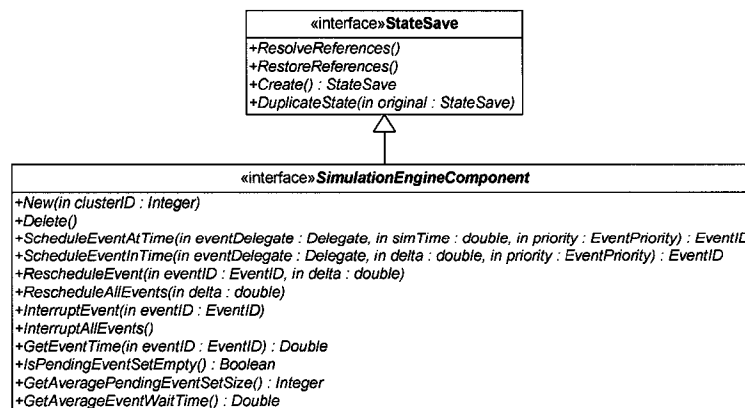 «interface»StateSave
+ResolveReferences()
+RestoreReferences()
+Create() : StateSave
+DuplicateState(in original : StateSave)
«interface»SimulationEngineComponent
+New(in clusterID : Integer)
+Delete()
+ScheduleEventAtTime(in eventDelegate : Delegate, in simTime : double, in priority : EventPriority) : EventID
+ScheduleEventInTime(in eventDelegate : Delegate, in delta : double, in priority : EventPriority) : EventID
+RescheduleEvent(in eventID : EventID, in delta : double)
+RescheduleAllEvents(in delta : double)
+InterruptEvent(in eventID : EventID)
+InterruptAllEvents()
+GetEventTime(in eventID : EventID) : Double
+IsPendingEventSetEmpty() : Boolean
+GetAveragePendingEventSetSize() : Integer
+GetAverageEventWaitTime() : Double